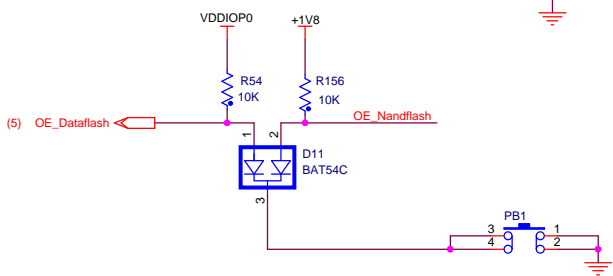 VDDIOP0 +1V8
R54 R156
10K 10K
(5) OE_Dataflash OE_Nandflash
1 2
D11
BAT54C
3
PB1
3 1
4 2